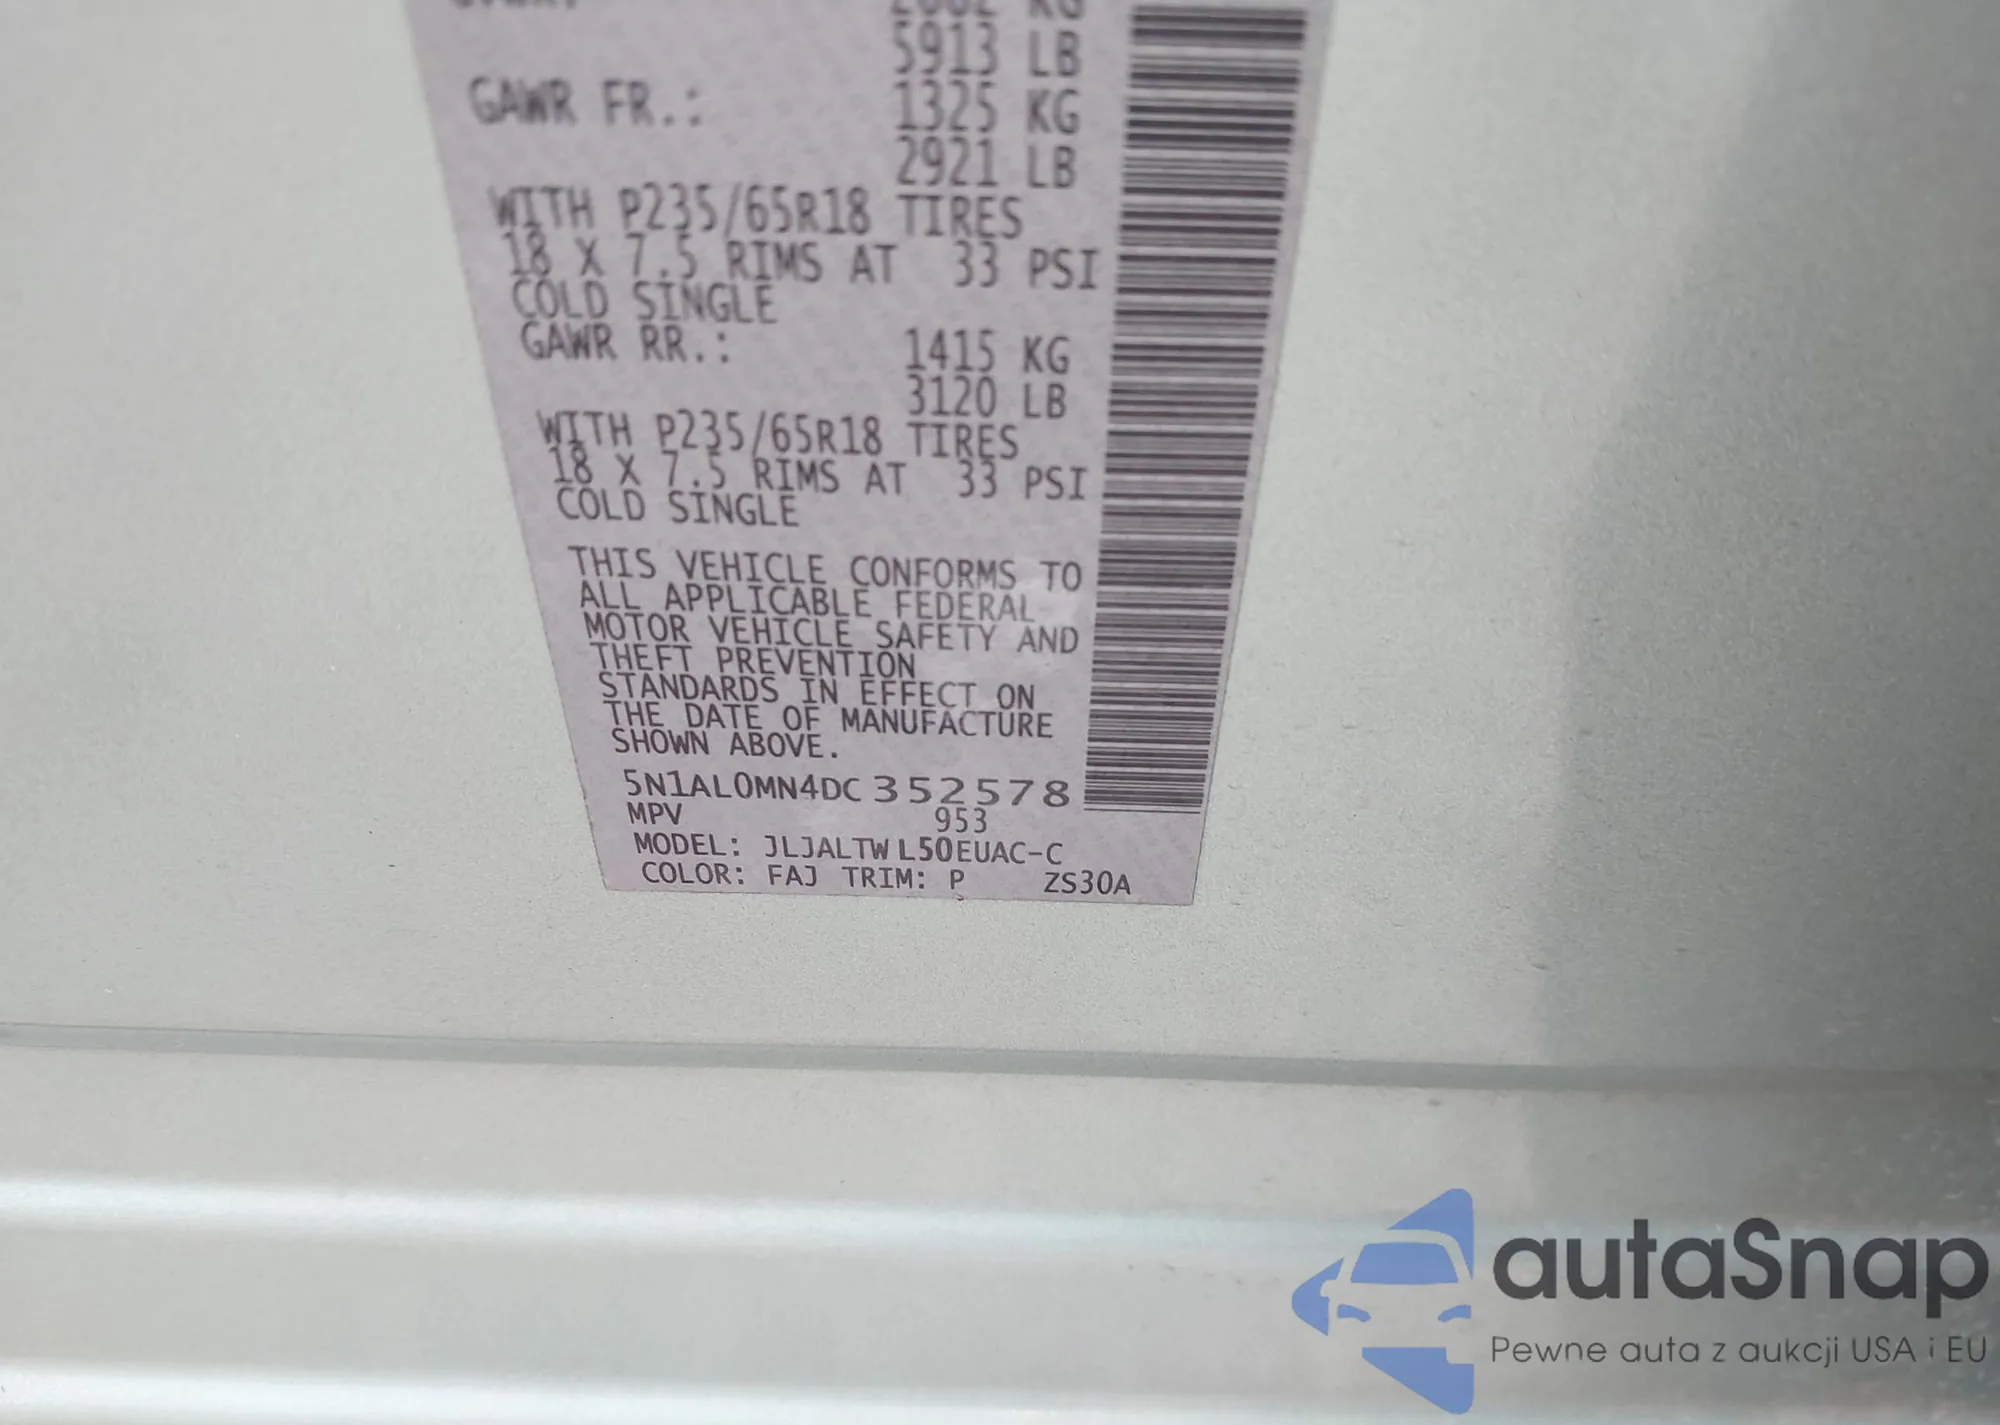 5913 LB
GAWR FR.: 1325 KG
2921 LB
WITH P235/65R18 TIRES
18 X 7.5 RIMS AT 33 PSI
COLD SINGLE
GAWR RR.: 1415 KG
3120 LB
WITH P235/65R18 TIRES
18 X 7.5 RIMS AT 33 PSI
COLD SINGLE
THIS VEHICLE CONFORMS TO
ALL APPLICABLE FEDERAL
MOTOR VEHICLE SAFETY AND
THEFT PREVENTION
STANDARDS IN EFFECT ON
THE DATE OF MANUFACTURE
SHOWN ABOVE.
5N1AL0MN4DC352578
MPV 953
MODEL: JLJALTWL50EUAC-C
COLOR: FAJ TRIM: P ZS30A
autaSnap
Pewne auta z aukcji USA i EU